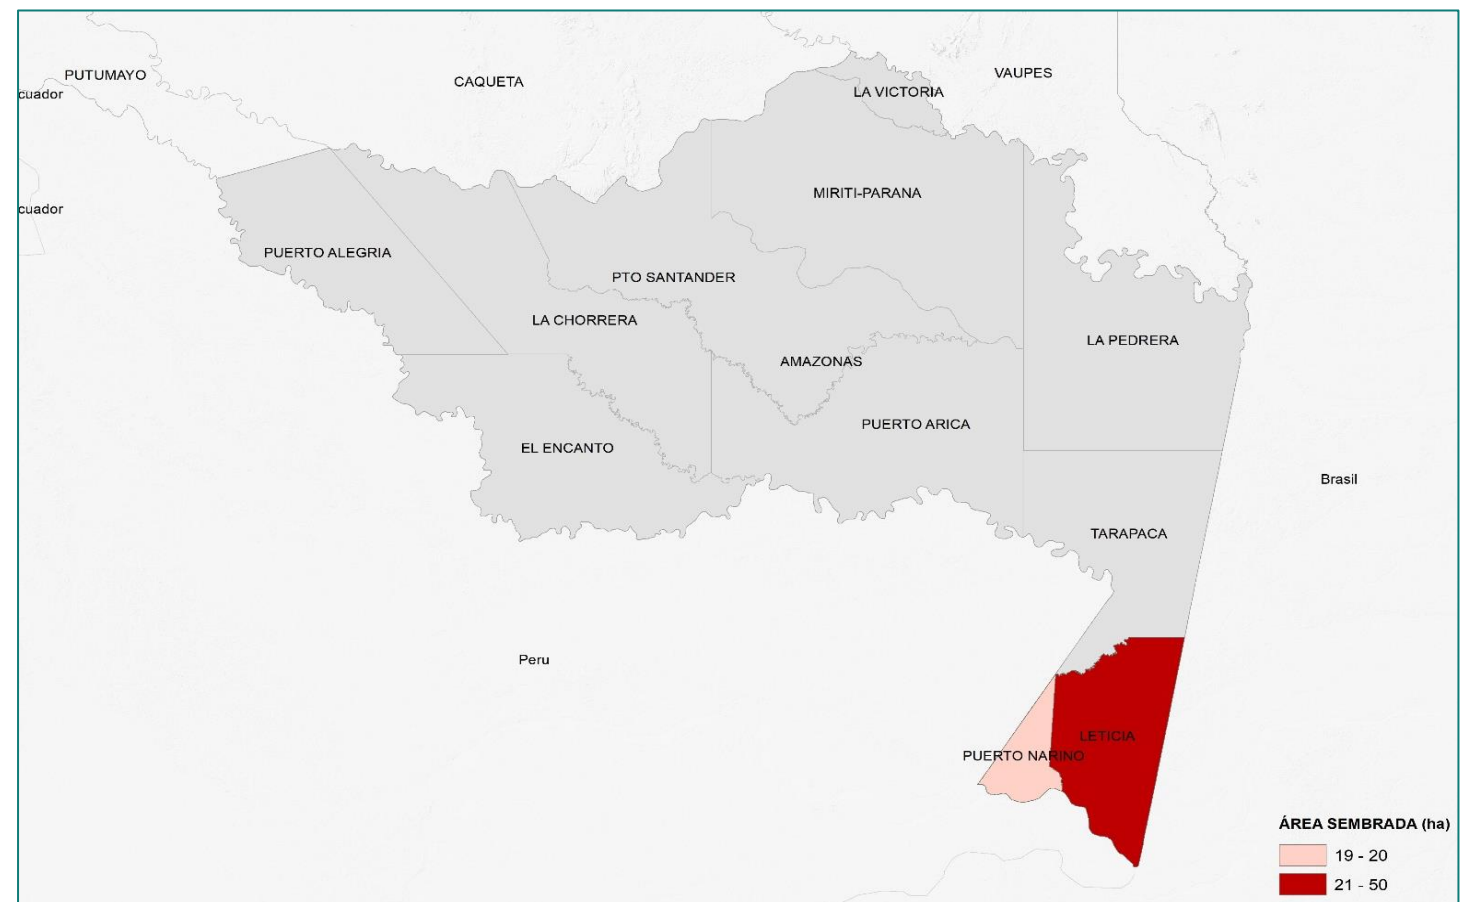 VAUPES
PUTUMAYO
CAQUETA
LA VICTORIA
cuador
MIRITI-PARANA
cuador
PUERTO ALEGRIA
PTO SANTANDER
LA CHORRERA
LA PEDRERA
AMAZONAS
PUERTO ARICA
EL ENCANTO
Brasil
TARAPACA
Peru
LETICIA
PUERTO NARINO
ÁREA SEMBRADA (ha)
19 - 20
21 - 50